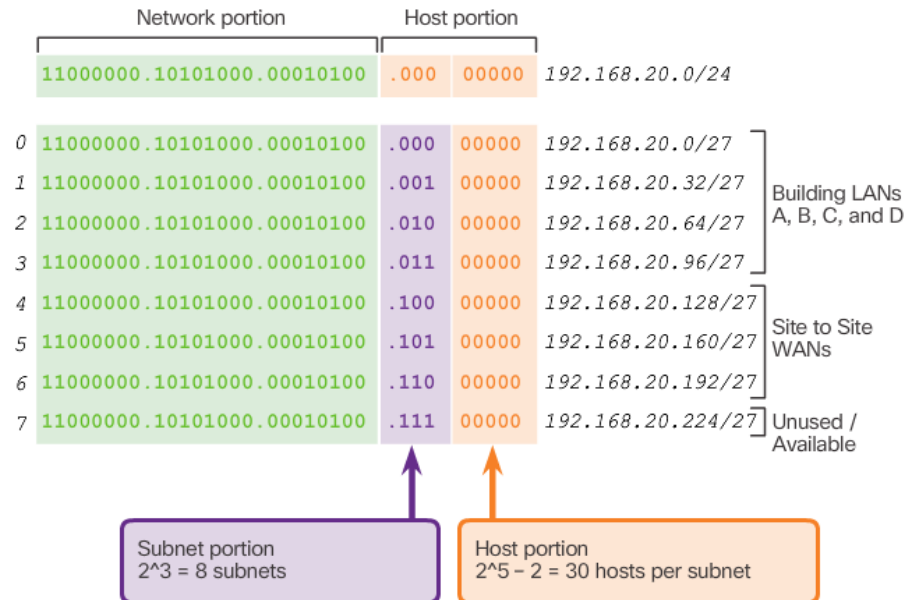 Network portion Host portion
11000000.10101000.00010100 .000 00000 192.168.20.0/24
0 11000000.10101000.00010100 .000 00000 192.168.20.0/27
1 11000000.10101000.00010100 .001 00000 192.168.20.32/27
2 11000000.10101000.00010100 .010 00000 192.168.20.64/27
3 11000000.10101000.00010100 .011 00000 192.168.20.96/27
Building LANs
A, B, C, and D
4 11000000.10101000.00010100 .100 00000 192.168.20.128/27
5 11000000.10101000.00010100 .101 00000 192.168.20.160/27
6 11000000.10101000.00010100 .110 00000 192.168.20.192/27
Site to Site
WANs
7 11000000.10101000.00010100 .111 00000 192.168.20.224/27
Unused /
Available
Subnet portion
2^3 = 8 subnets
Host portion
2^5 – 2 = 30 hosts per subnet